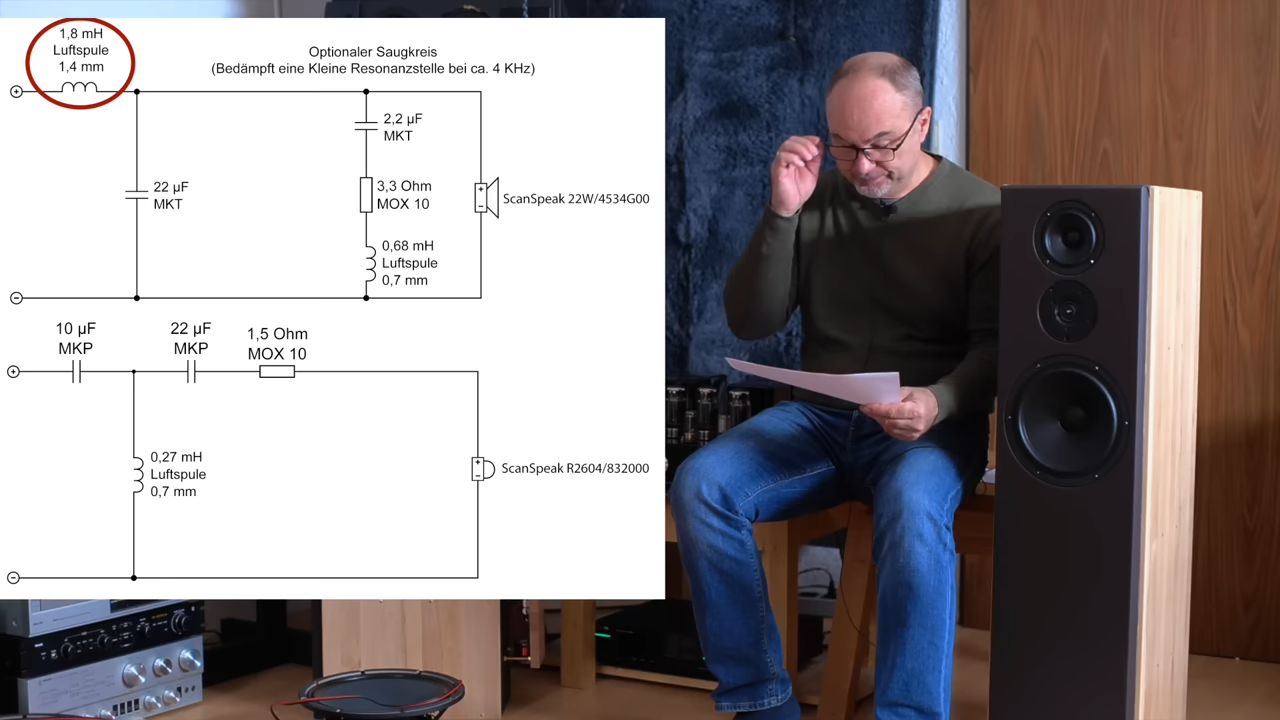 1,8 mH
Luftspule
1,4 mm
Optionaler Saugkreis
(Bedämpft eine Kleine Resonanzstelle bei ca. 4 KHz)
+
2,2 µF
MKT
22 µF
MKT
3,3 Ohm
MOX 10
+
−
ScanSpeak 22W/4534G00
0,68 mH
Luftspule
0,7 mm
−
10 µF
MKP
22 µF
MKP
1,5 Ohm
MOX 10
+
0,27 mH
Luftspule
0,7 mm
+
−
ScanSpeak R2604/832000
−